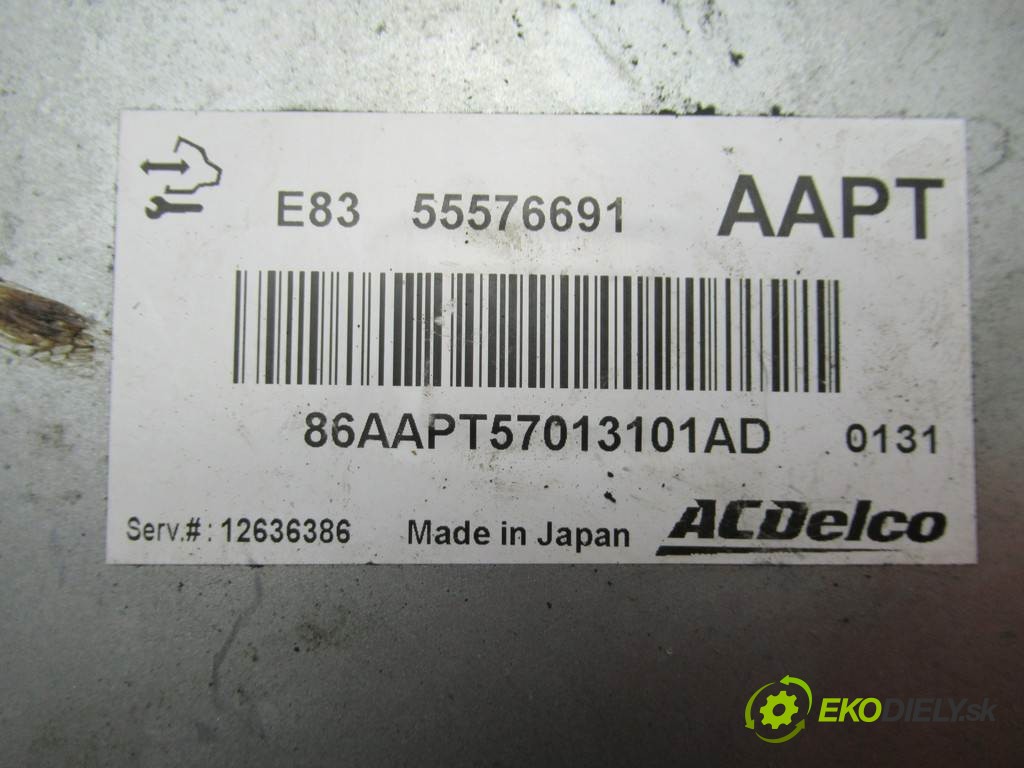 E83 55576691 AAPT
86AAPT57013101AD 0131
Serv.#: 12636386 Made in Japan ACDelco
EKODIELY.sk